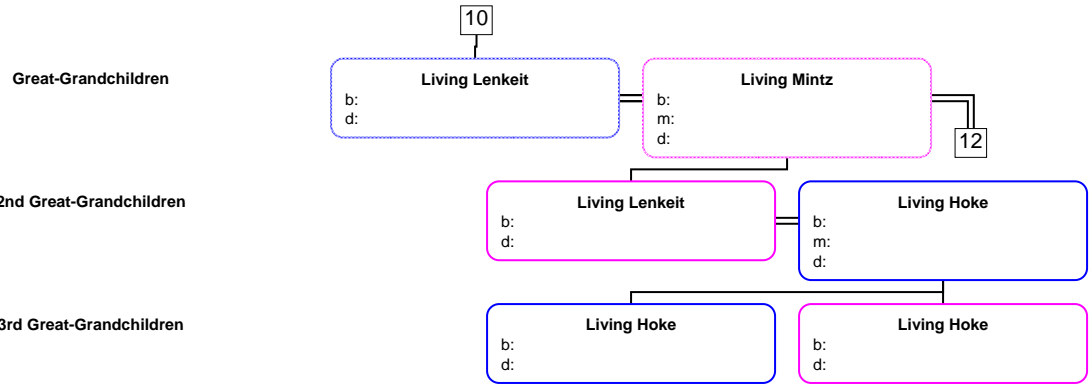 10
Great-Grandchildren
Living Lenkeit
b:
d:
Living Mintz
b:
m:
d:
12
2nd Great-Grandchildren
Living Lenkeit
b:
d:
Living Hoke
b:
m:
d:
3rd Great-Grandchildren
Living Hoke
b:
d:
Living Hoke
b:
d: